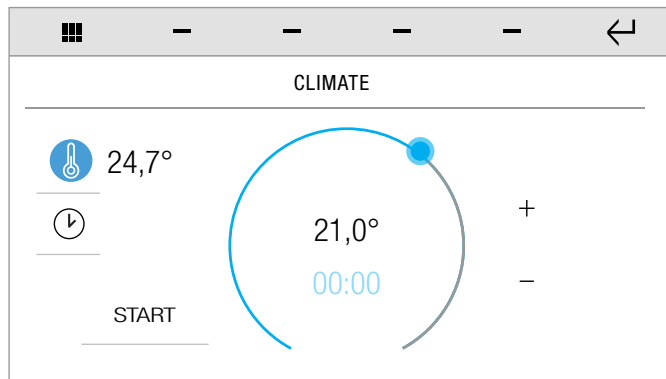 CLIMATE
24,7°
21,0°
+
00:00
−
START